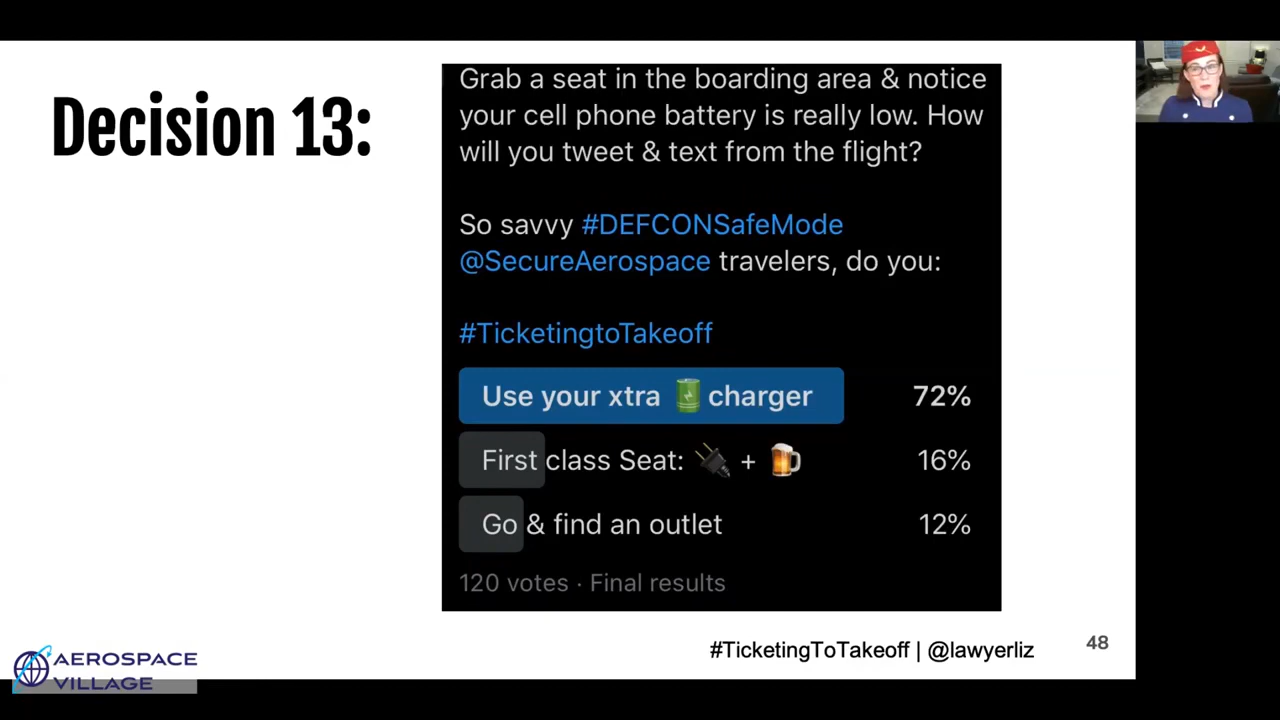 Decision 13:
Grab a seat in the boarding area & notice
your cell phone battery is really low. How
will you tweet & text from the flight?
So savvy #DEFCONSafeMode
@SecureAerospace travelers, do you:
#TicketingtoTakeoff
Use your xtra 🔋 charger 72%
First class Seat: 🔌 + 🍺 16%
Go & find an outlet 12%
120 votes · Final results
#TicketingToTakeoff | @lawyerliz
48
AEROSPACE
VILLAGE